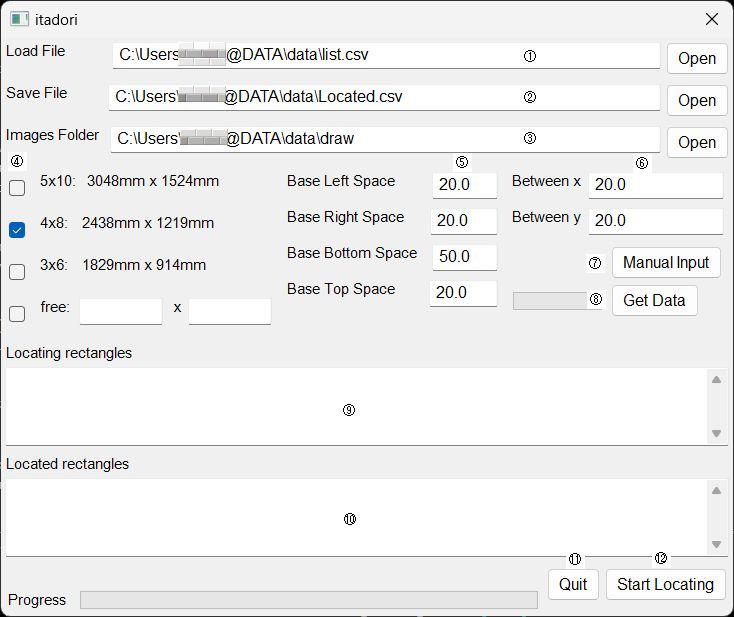 itadori
Load File C:\Users @DATA\data\list.csv ① Open
Save File C:\Users\ @DATA\data\Located.csv ② Open
Images Folder C:\Users\ @DATA\data\draw ③ Open
④ ⑤ ⑥
5x10: 3048mm x 1524mm Base Left Space 20.0 Between x 20.0
4x8: 2438mm x 1219mm Base Right Space 20.0 Between y 20.0
3x6: 1829mm x 914mm Base Bottom Space 50.0 ⑦ Manual Input
free: x Base Top Space 20.0 ⑧ Get Data
Locating rectangles
⑨
Located rectangles
⑩
⑪ ⑫
Progress Quit Start Locating